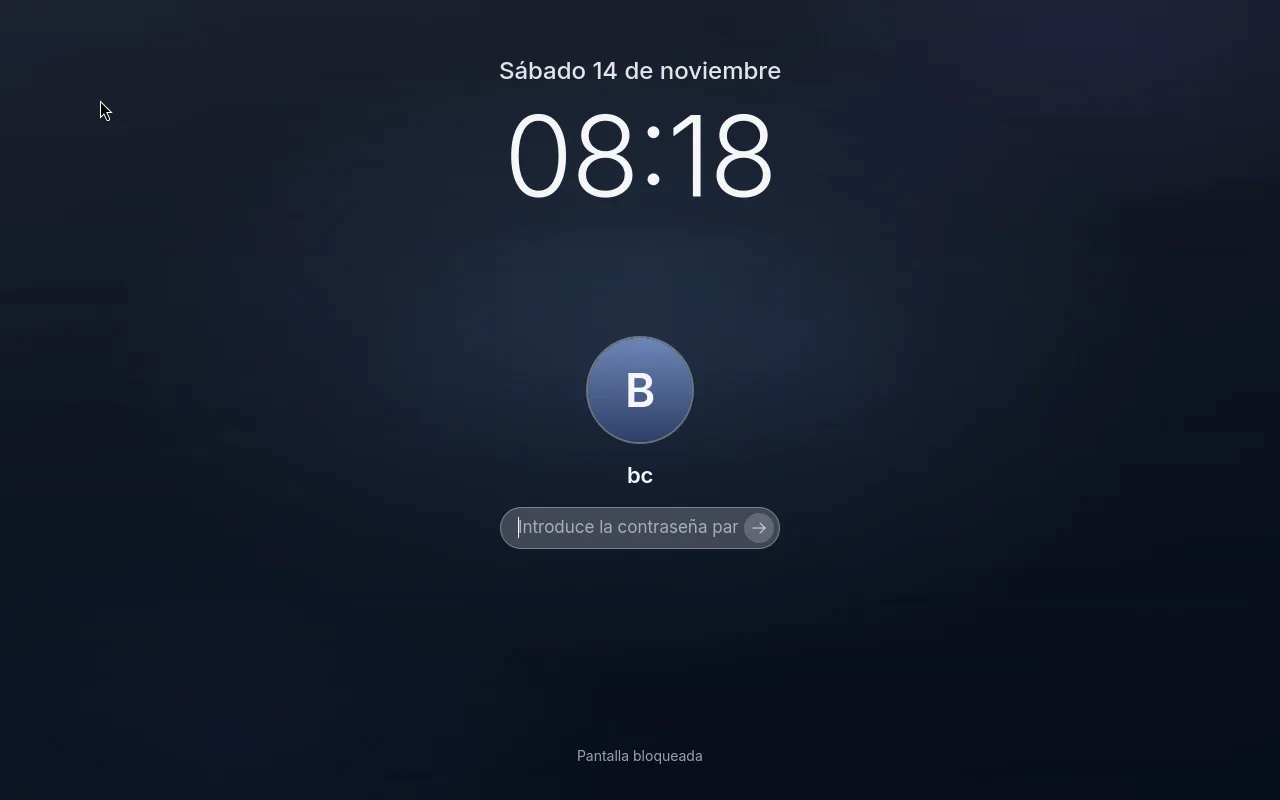 Sábado 14 de noviembre
08:18
B
bc
Introduce la contraseña par
Pantalla bloqueada